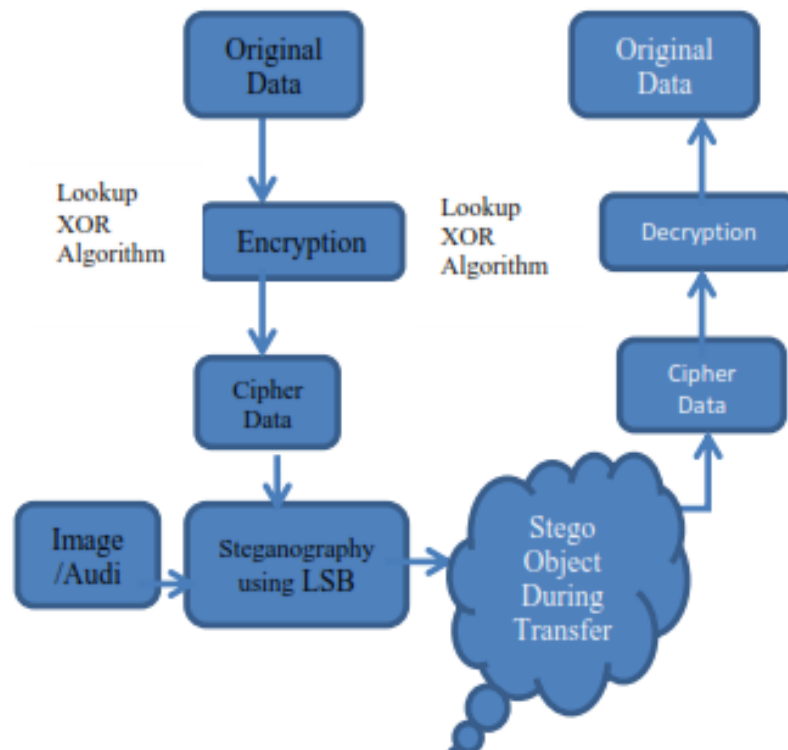 Original
Data
Lookup
XOR
Algorithm
Encryption
Cipher
Data
Image
/Audi
Steganography
using LSB
Stego
Object
During
Transfer
Cipher
Data
Lookup
XOR
Algorithm
Decryption
Original
Data